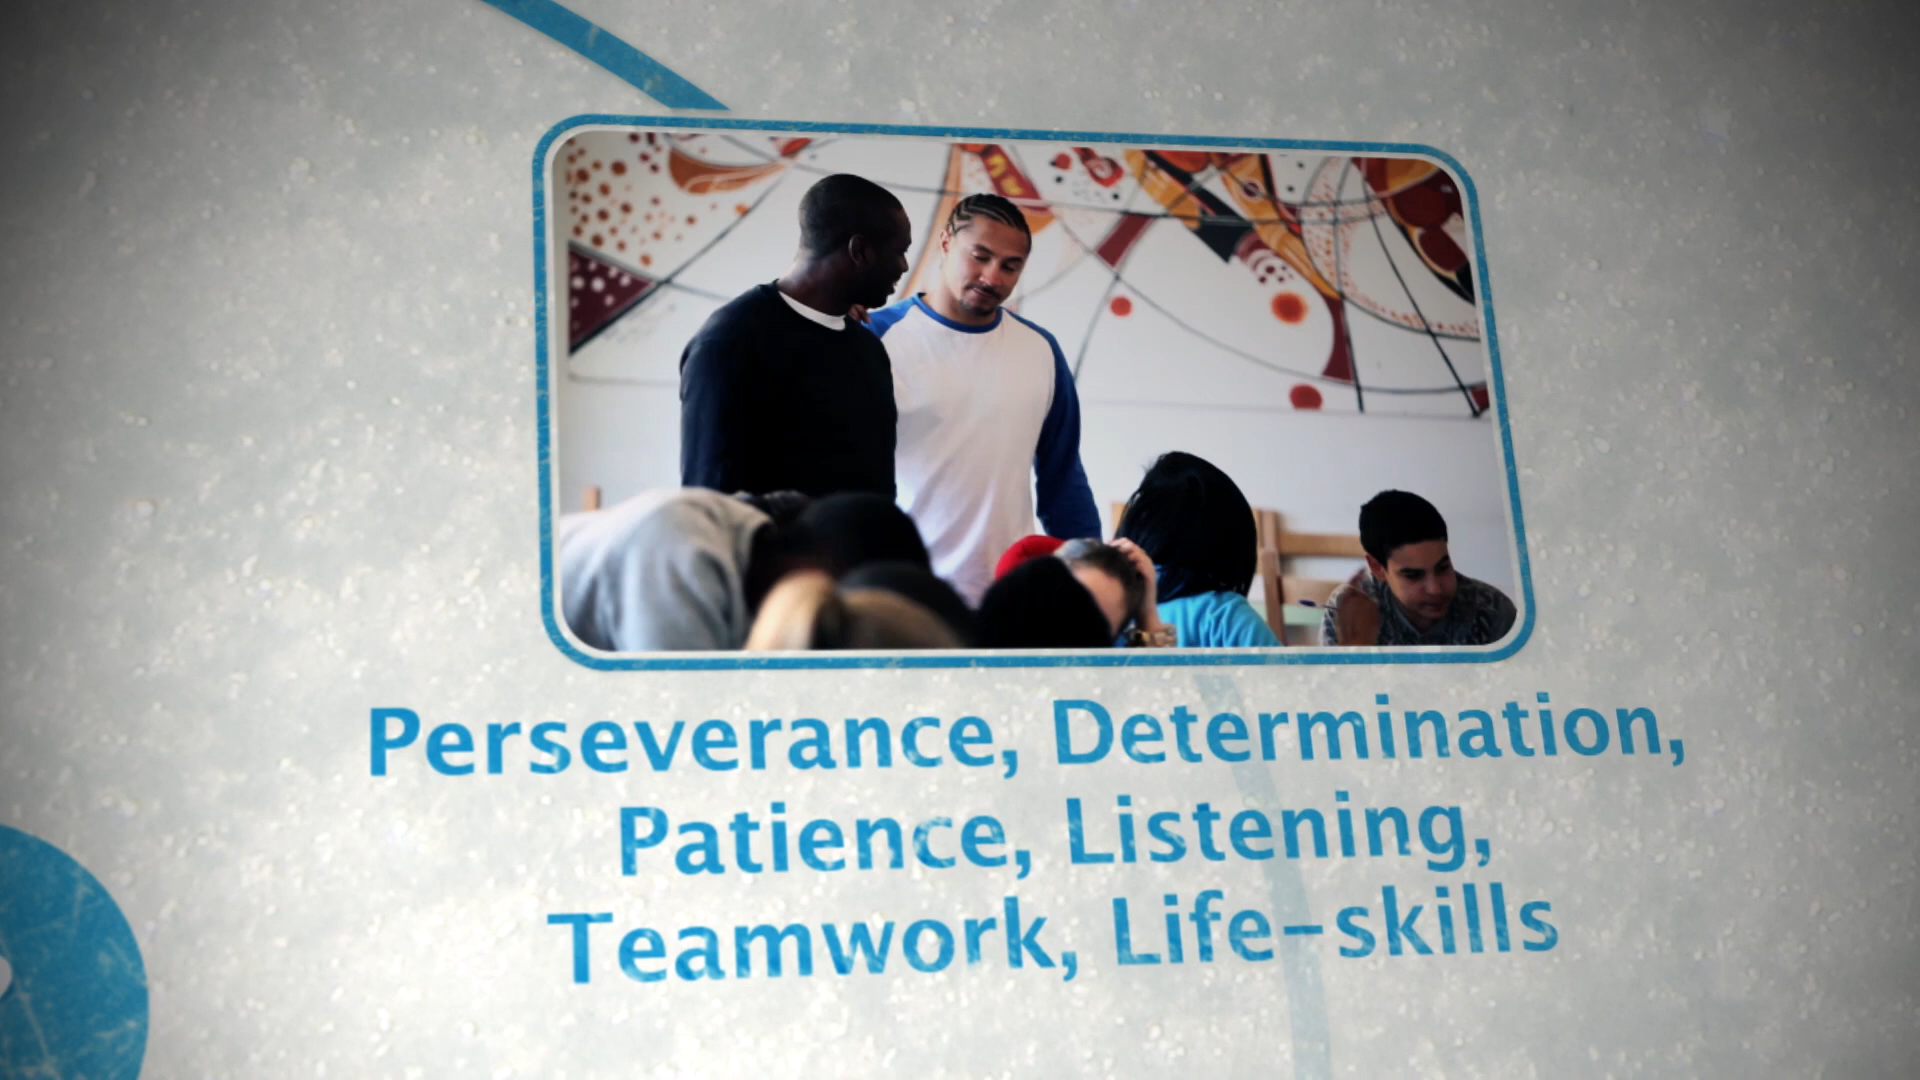 Perseverance, Determination,
Patience, Listening,
Teamwork, Life-skills